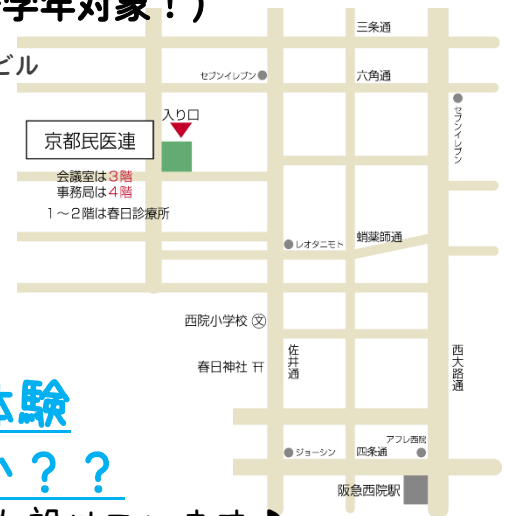 学年対象！）
ビル
三条通
セブンイレブン
六角通
入り口
セブンイレブン
京都民医連
会議室は３階
事務局は４階
１～２階は春日診療所
レオタニモト
蛸薬師通
西院小学校 文
春日神社
佐井通
西大路通
体験
い？？
アフレ西院
ジョーシン
四条通
阪急西院駅